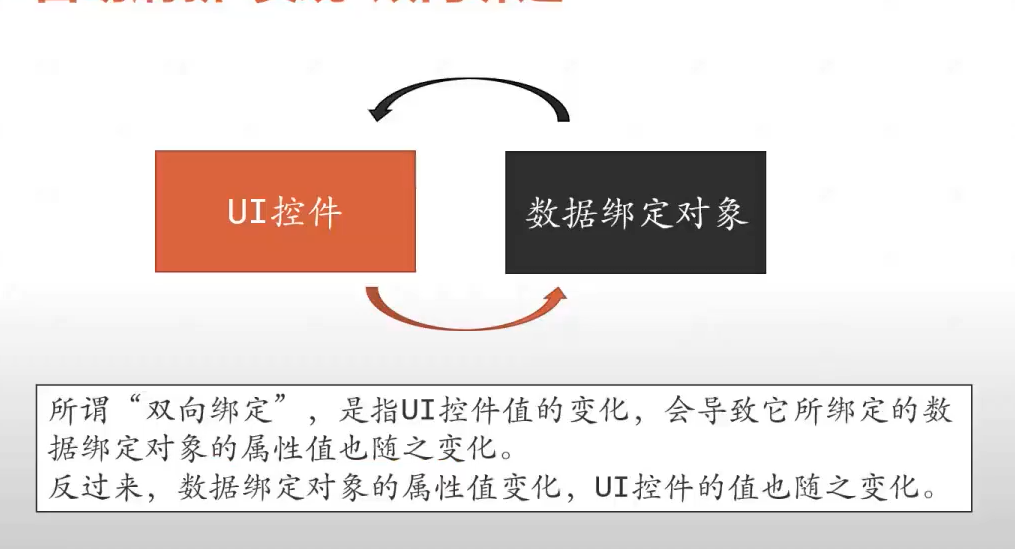 UI控件
数据绑定对象
所谓“双向绑定”，是指UI控件值的变化，会导致它所绑定的数
据绑定对象的属性值也随之变化。
反过来，数据绑定对象的属性值变化，UI控件的值也随之变化。